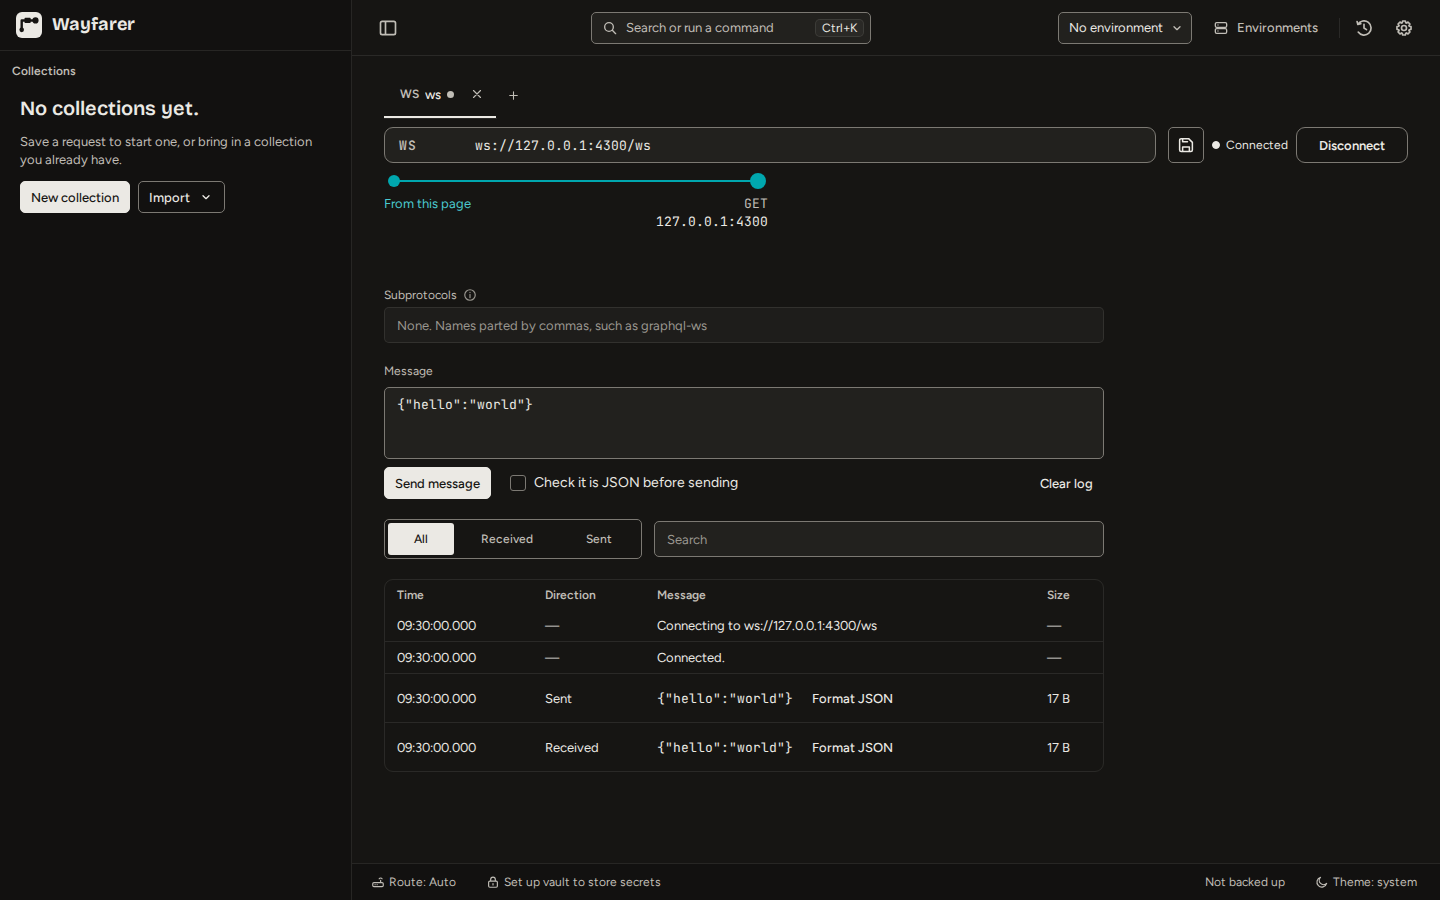 Wayfarer
Search or run a command Ctrl+K
No environment
Environments
Collections
No collections yet.
Save a request to start one, or bring in a collection
you already have.
New collection
Import
WS ws
WS ws://127.0.0.1:4300/ws
Connected
Disconnect
From this page
GET
127.0.0.1:4300
Subprotocols
None. Names parted by commas, such as graphql-ws
Message
{"hello":"world"}
Send message
Check it is JSON before sending
Clear log
All Received Sent
Search
Time Direction Message Size
09:30:00.000 — Connecting to ws://127.0.0.1:4300/ws —
09:30:00.000 — Connected. —
09:30:00.000 Sent {"hello":"world"} Format JSON 17 B
09:30:00.000 Received {"hello":"world"} Format JSON 17 B
Route: Auto
Set up vault to store secrets
Not backed up
Theme: system